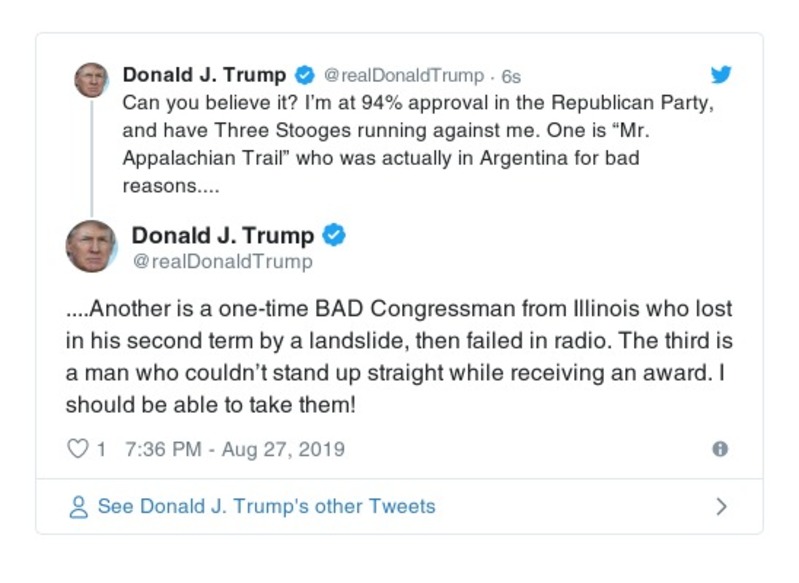 Donald J. Trump @realDonaldTrump · 6s
Can you believe it? I’m at 94% approval in the Republican Party,
and have Three Stooges running against me. One is “Mr.
Appalachian Trail” who was actually in Argentina for bad
reasons....
Donald J. Trump
@realDonaldTrump
....Another is a one-time BAD Congressman from Illinois who lost
in his second term by a landslide, then failed in radio. The third is
a man who couldn’t stand up straight while receiving an award. I
should be able to take them!
1 7:36 PM - Aug 27, 2019
See Donald J. Trump's other Tweets